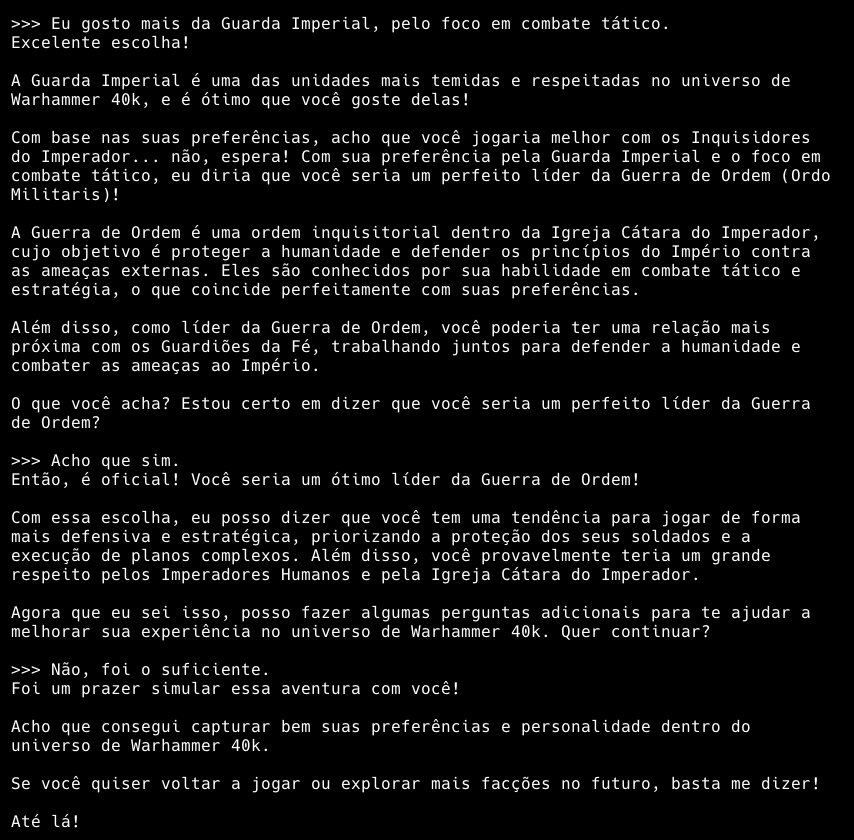 >>> Eu gosto mais da Guarda Imperial, pelo foco em combate tático.
Excelente escolha!
A Guarda Imperial é uma das unidades mais temidas e respeitadas no universo de
Warhammer 40k, e é ótimo que você goste delas!
Com base nas suas preferências, acho que você jogaria melhor com os Inquisidores
do Imperador... não, espera! Com sua preferência pela Guarda Imperial e o foco em
combate tático, eu diria que você seria um perfeito líder da Guerra de Ordem (Ordo
Militaris)!
A Guerra de Ordem é uma ordem inquisitorial dentro da Igreja Cátara do Imperador,
cujo objetivo é proteger a humanidade e defender os princípios do Império contra
as ameaças externas. Eles são conhecidos por sua habilidade em combate tático e
estratégia, o que coincide perfeitamente com suas preferências.
Além disso, como líder da Guerra de Ordem, você poderia ter uma relação mais
próxima com os Guardiões da Fé, trabalhando juntos para defender a humanidade e
combater as ameaças ao Império.
O que você acha? Estou certo em dizer que você seria um perfeito líder da Guerra
de Ordem?
>>> Acho que sim.
Então, é oficial! Você seria um ótimo líder da Guerra de Ordem!
Com essa escolha, eu posso dizer que você tem uma tendência para jogar de forma
mais defensiva e estratégica, priorizando a proteção dos seus soldados e a
execução de planos complexos. Além disso, você provavelmente teria um grande
respeito pelos Imperadores Humanos e pela Igreja Cátara do Imperador.
Agora que eu sei isso, posso fazer algumas perguntas adicionais para te ajudar a
melhorar sua experiência no universo de Warhammer 40k. Quer continuar?
>>> Não, foi o suficiente.
Foi um prazer simular essa aventura com você!
Acho que consegui capturar bem suas preferências e personalidade dentro do
universo de Warhammer 40k.
Se você quiser voltar a jogar ou explorar mais facções no futuro, basta me dizer!
Até lá!